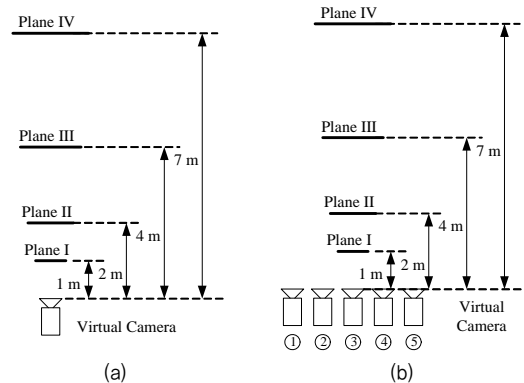 Plane IV
Plane III
7 m
Plane II
4 m
Plane I
2 m
1 m
Virtual Camera
(a)
Plane IV
Plane III
7 m
Plane II
4 m
Plane I
2 m
1 m
Virtual
Camera
① ② ③ ④ ⑤
(b)